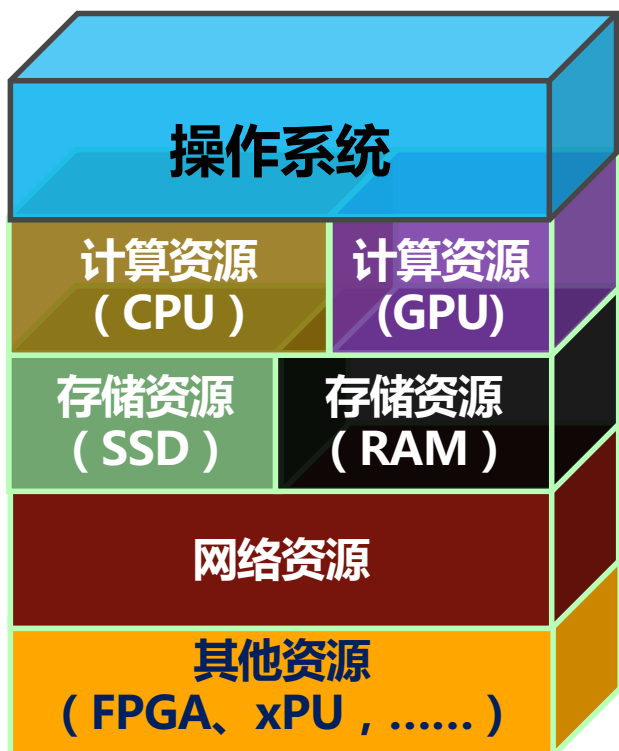 操作系统
计算资源
（CPU）
计算资源
(GPU)
存储资源
（SSD）
存储资源
（RAM）
网络资源
其他资源
（FPGA、xPU，……）